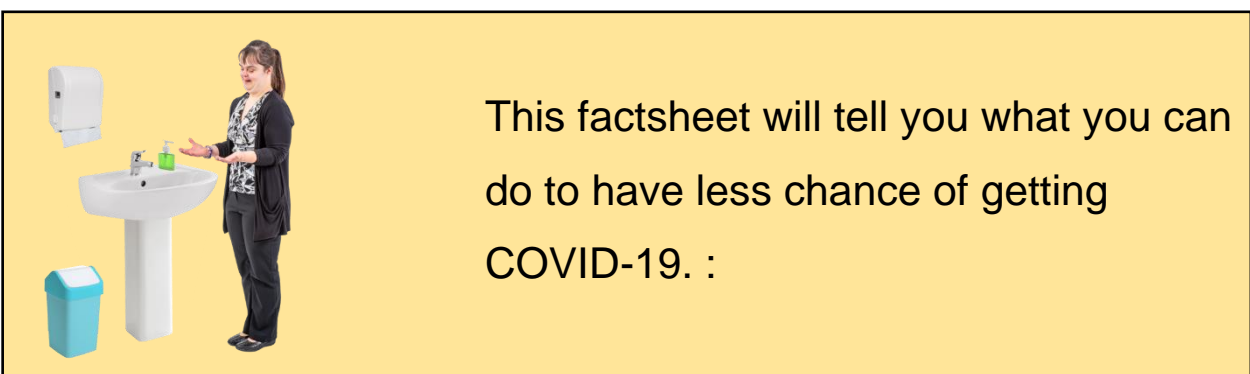 This factsheet will tell you what you can
do to have less chance of getting
COVID-19. :